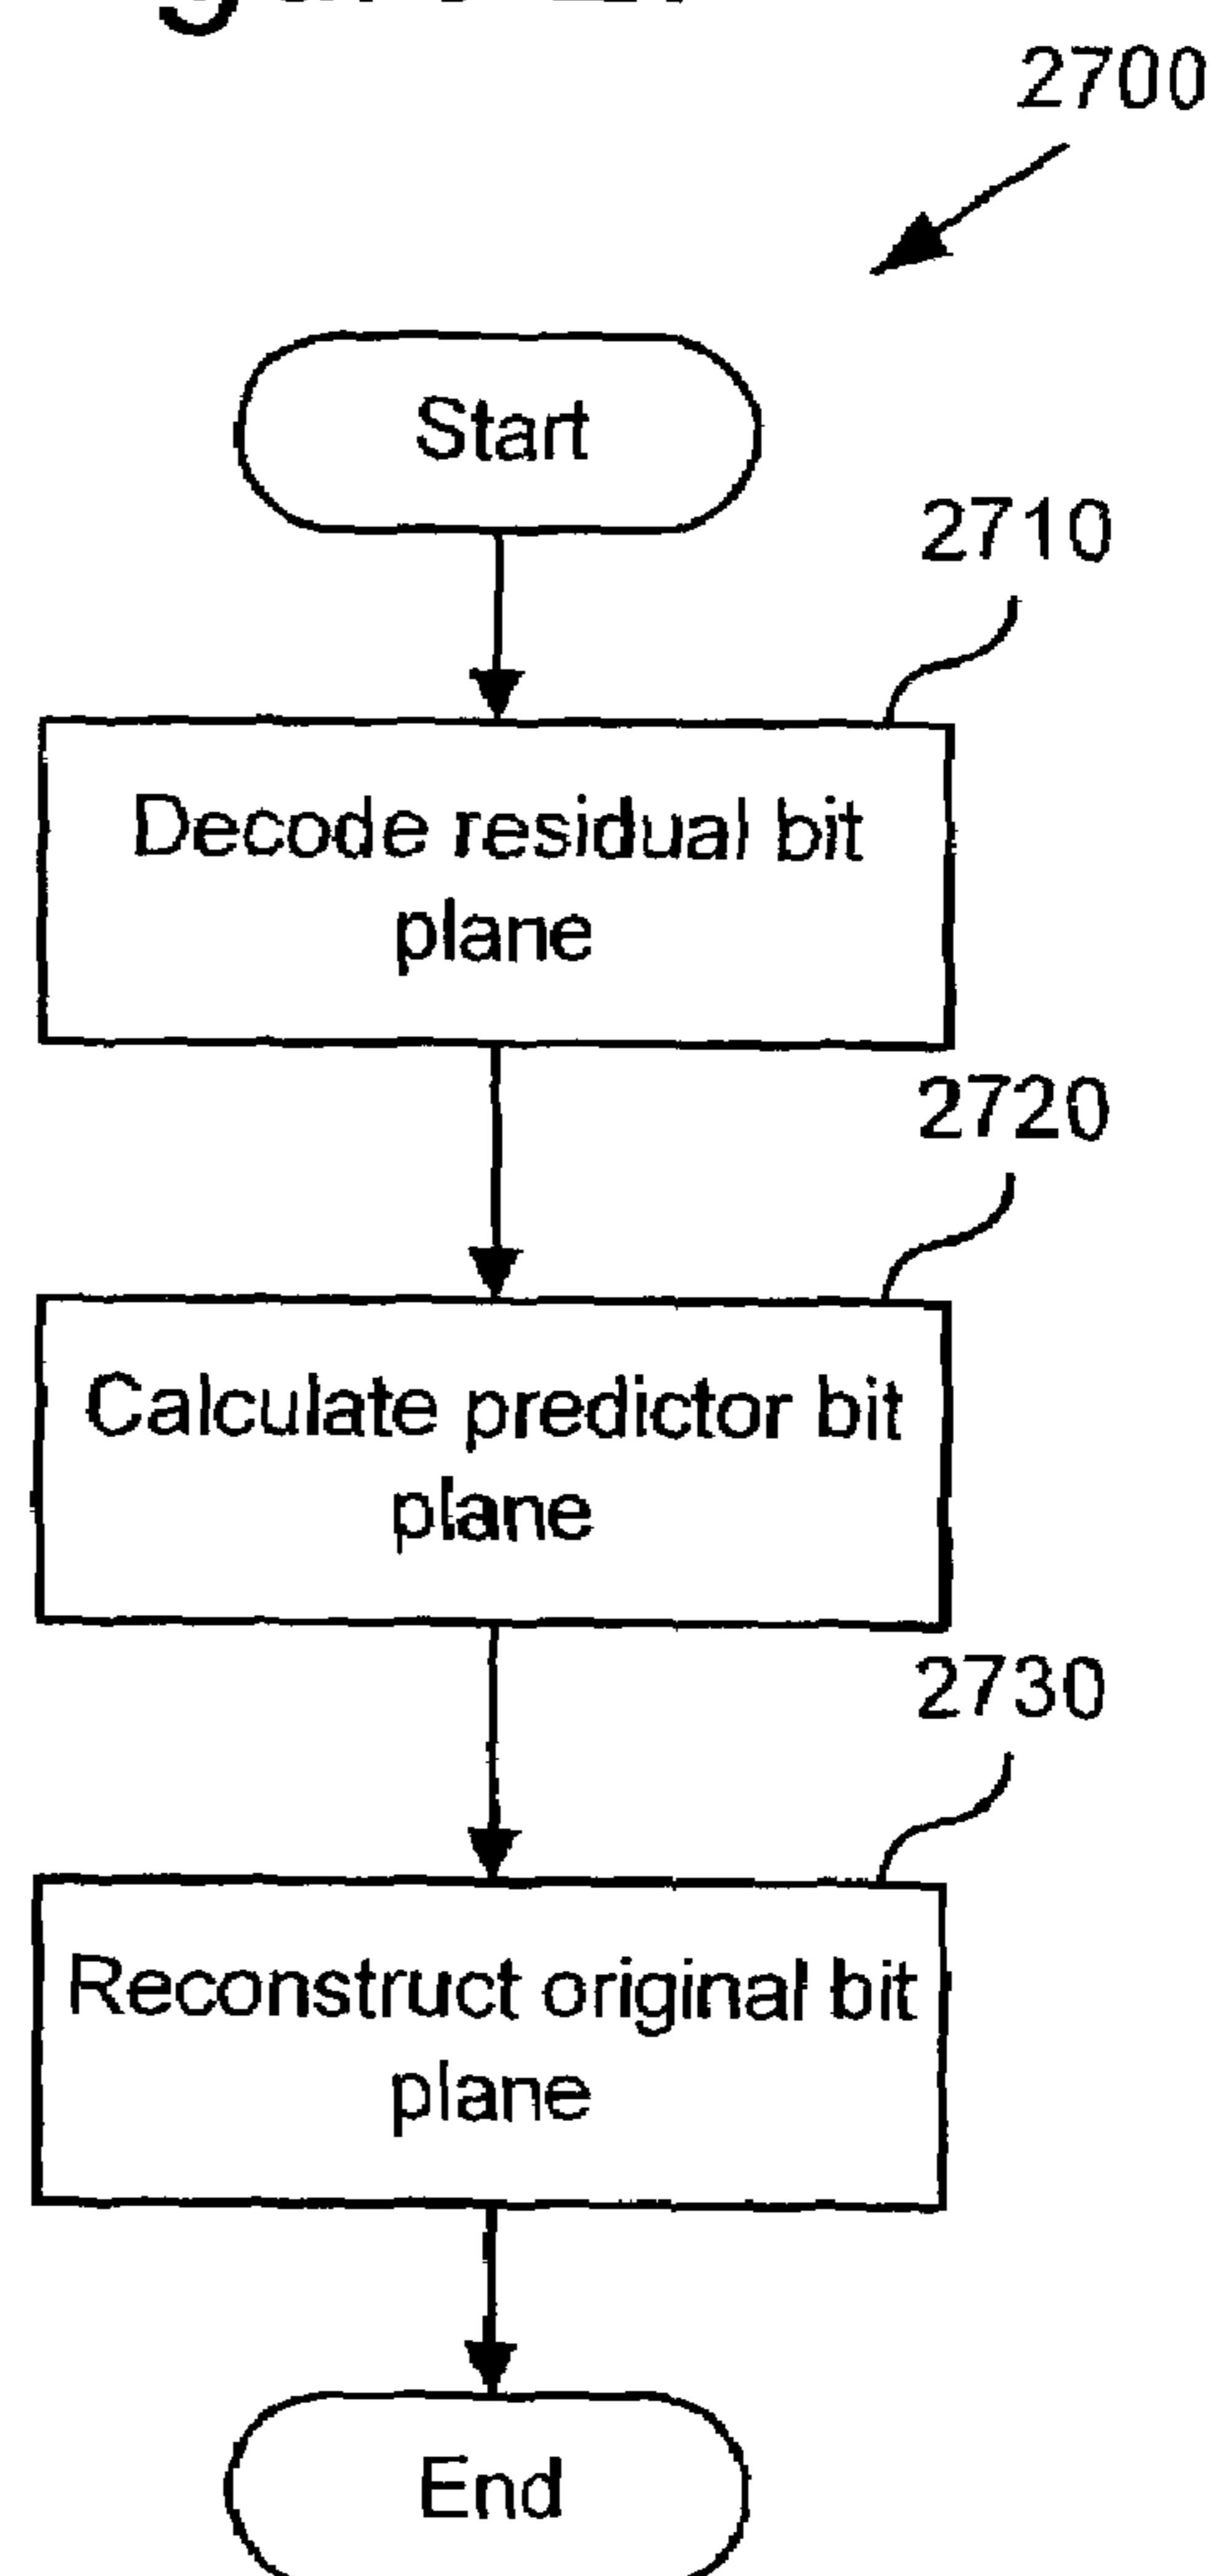 2700
Start
2710
Decode residual bit
plane
2720
Calculate predictor bit
plane
2730
Reconstruct original bit
plane
End